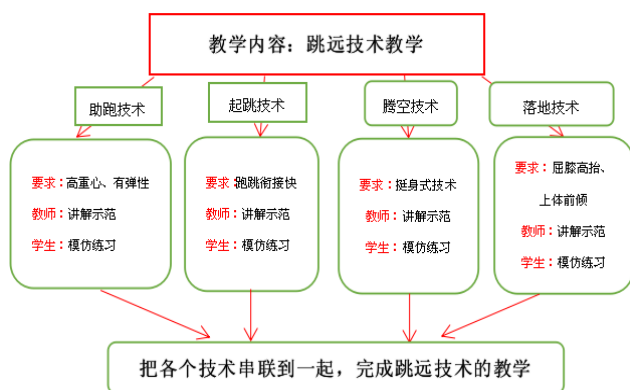 教学内容：跳远技术教学
助跑技术
起跳技术
腾空技术
落地技术
要求：高重心、有弹性
教师：讲解示范
学生：模仿练习
要求：跑跳衔接快
教师：讲解示范
学生：模仿练习
要求：挺身式技术
教师：讲解示范
学生：模仿练习
要求：屈膝高抬、
上体前倾
教师：讲解示范
学生：模仿练习
把各个技术串联到一起，完成跳远技术的教学